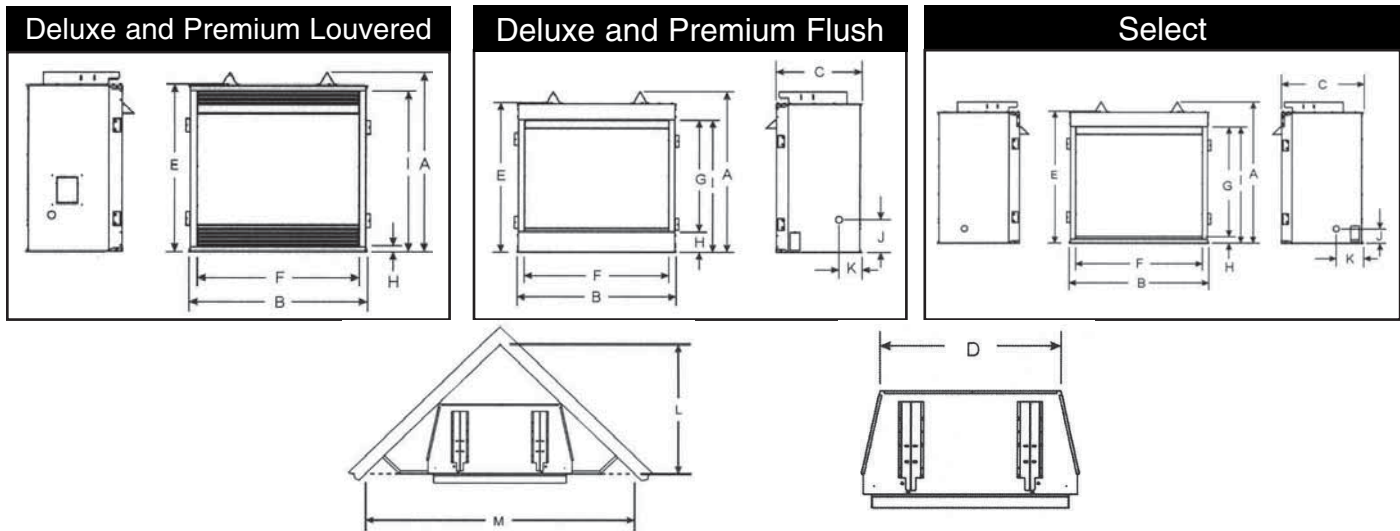 Deluxe and Premium Louvered
E
I
A
H
F
B
Deluxe and Premium Flush
C
E
G
I
A
H
F
B
J
K
Select
C
E
G
I
A
H
F
B
J
K
L
M
D